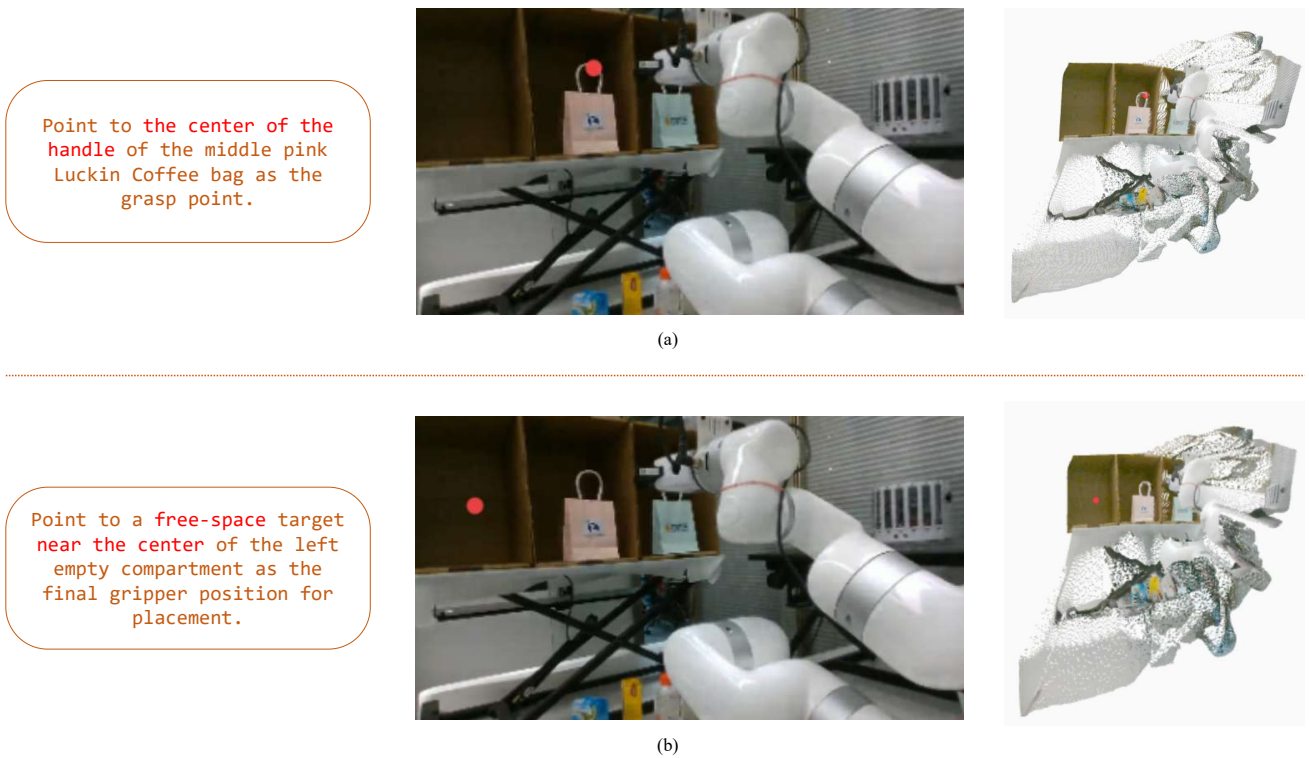 Point to the center of the
handle of the middle pink
Luckin Coffee bag as the
grasp point.
(a)
Point to a free-space target
near the center of the left
empty compartment as the
final gripper position for
placement.
(b)